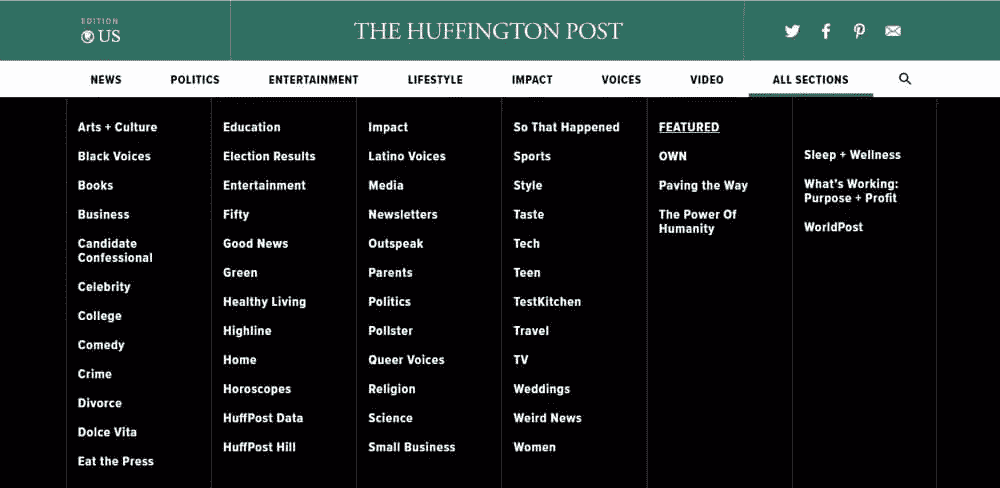 EDITION
US
THE HUFFINGTON POST
NEWS
POLITICS
ENTERTAINMENT
LIFESTYLE
IMPACT
VOICES
VIDEO
ALL SECTIONS
Arts + Culture
Black Voices
Books
Business
Candidate
Confessional
Celebrity
College
Comedy
Crime
Divorce
Dolce Vita
Eat the Press
Education
Election Results
Entertainment
Fifty
Good News
Green
Healthy Living
Highline
Home
Horoscopes
HuffPost Data
HuffPost Hill
Impact
Latino Voices
Media
Newsletters
Outspeak
Parents
Politics
Pollster
Queer Voices
Religion
Science
Small Business
So That Happened
Sports
Style
Taste
Tech
Teen
TestKitchen
Travel
TV
Weddings
Weird News
Women
FEATURED
OWN
Paving the Way
The Power Of
Humanity
Sleep + Wellness
What's Working:
Purpose + Profit
WorldPost